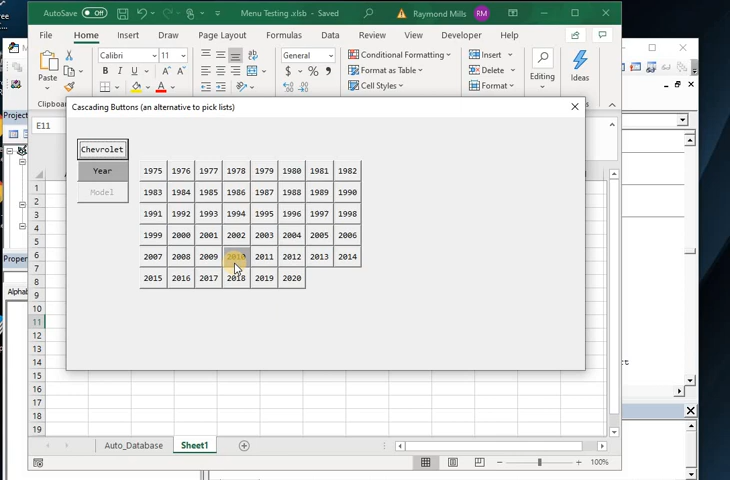 AutoSave Off Menu Testing .xlsb - Saved Raymond Mills RM
File Home Insert Draw Page Layout Formulas Data Review View Developer Help
Paste
Clipboard
Calibri 11
B I U
A A
General
$ %
Conditional Formatting
Format as Table
Cell Styles
Insert
Delete
Format
Editing
Ideas
Project
E11
Cascading Buttons (an alternative to pick lists)
Chevrolet
Year
Model
1975 1976 1977 1978 1979 1980 1981 1982
1983 1984 1985 1986 1987 1988 1989 1990
1991 1992 1993 1994 1995 1996 1997 1998
1999 2000 2001 2002 2003 2004 2005 2006
2007 2008 2009 2010 2011 2012 2013 2014
2015 2016 2017 2018 2019 2020
1
2
3
4
5
6
7
8
9
10
11
12
13
14
15
16
17
18
19
Auto_Database Sheet1
100%